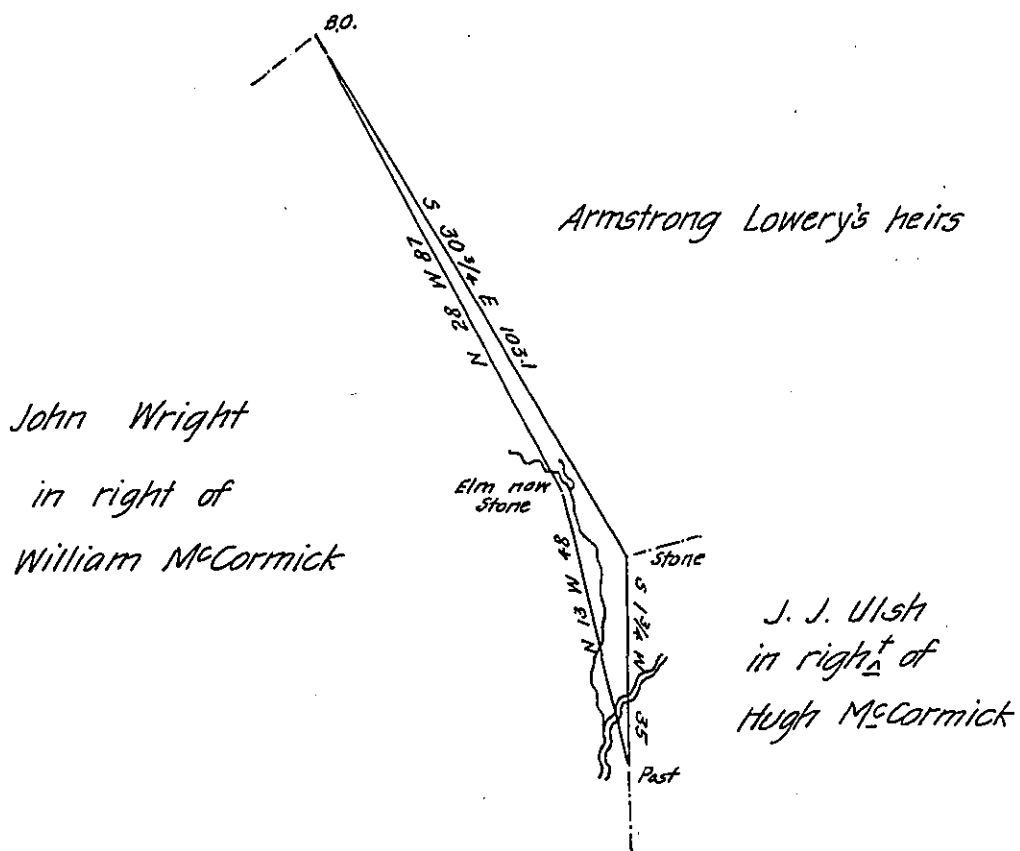 B.O.
S 30 3/4 E 103.1
N 28 W 87
Armstrong Lowery's heirs
John Wright
in right of
William McCormick
Elm now
Stone
N 13 W 48
Stone
S 1 3/4 W 35
J. J. Ulsh
in right of
Hugh McCormick
Post